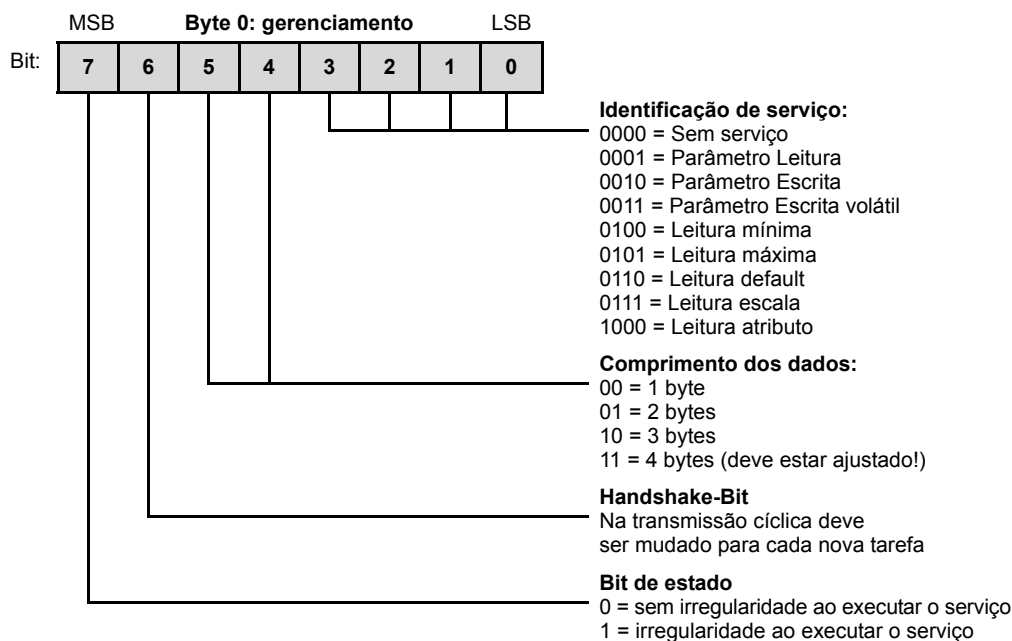 MSB Byte 0: gerenciamento LSB
Bit: 7 6 5 4 3 2 1 0
Identificação de serviço:
0000 = Sem serviço
0001 = Parâmetro Leitura
0010 = Parâmetro Escrita
0011 = Parâmetro Escrita volátil
0100 = Leitura mínima
0101 = Leitura máxima
0110 = Leitura default
0111 = Leitura escala
1000 = Leitura atributo
Comprimento dos dados:
00 = 1 byte
01 = 2 bytes
10 = 3 bytes
11 = 4 bytes (deve estar ajustado!)
Handshake-Bit
Na transmissão cíclica deve
ser mudado para cada nova tarefa
Bit de estado
0 = sem irregularidade ao executar o serviço
1 = irregularidade ao executar o serviço